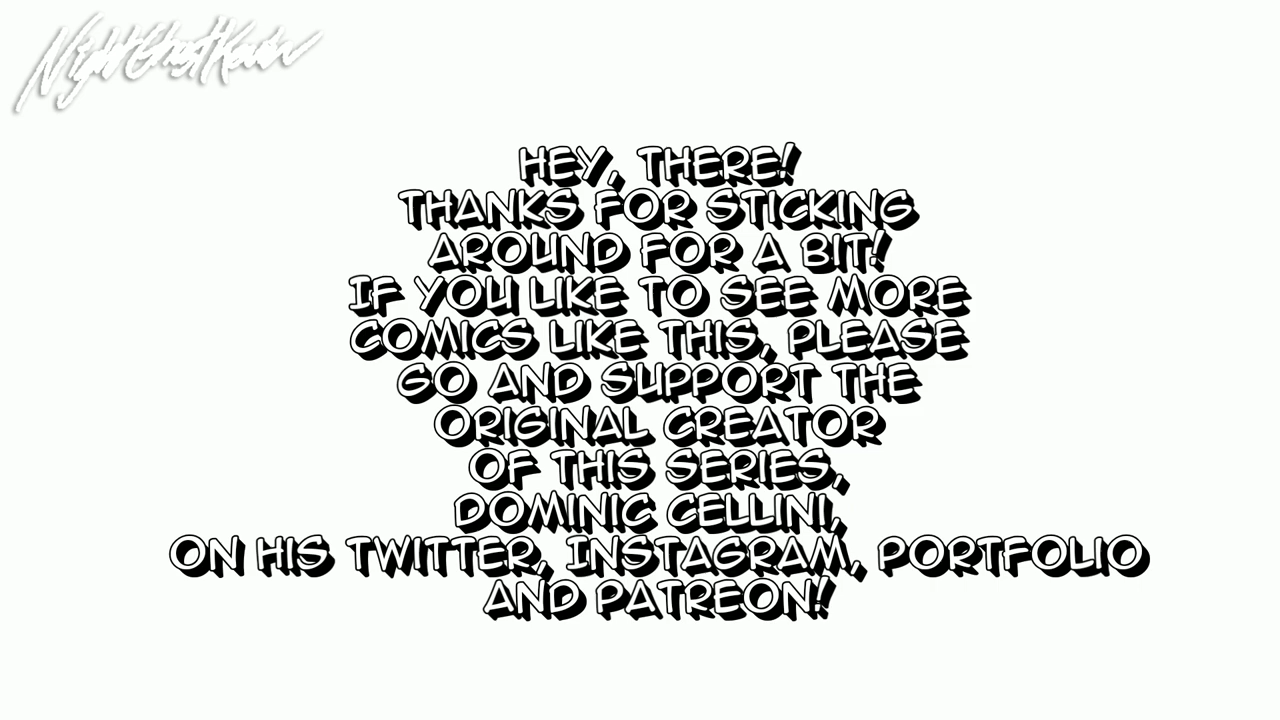 NightGhostKevin
HEY, THERE!
THANKS FOR STICKING
AROUND FOR A BIT!
IF YOU LIKE TO SEE MORE
COMICS LIKE THIS, PLEASE
GO AND SUPPORT THE
ORIGINAL CREATOR
OF THIS SERIES,
DOMINIC CELLINI,
ON HIS TWITTER, INSTAGRAM, PORTFOLIO
AND PATREON!